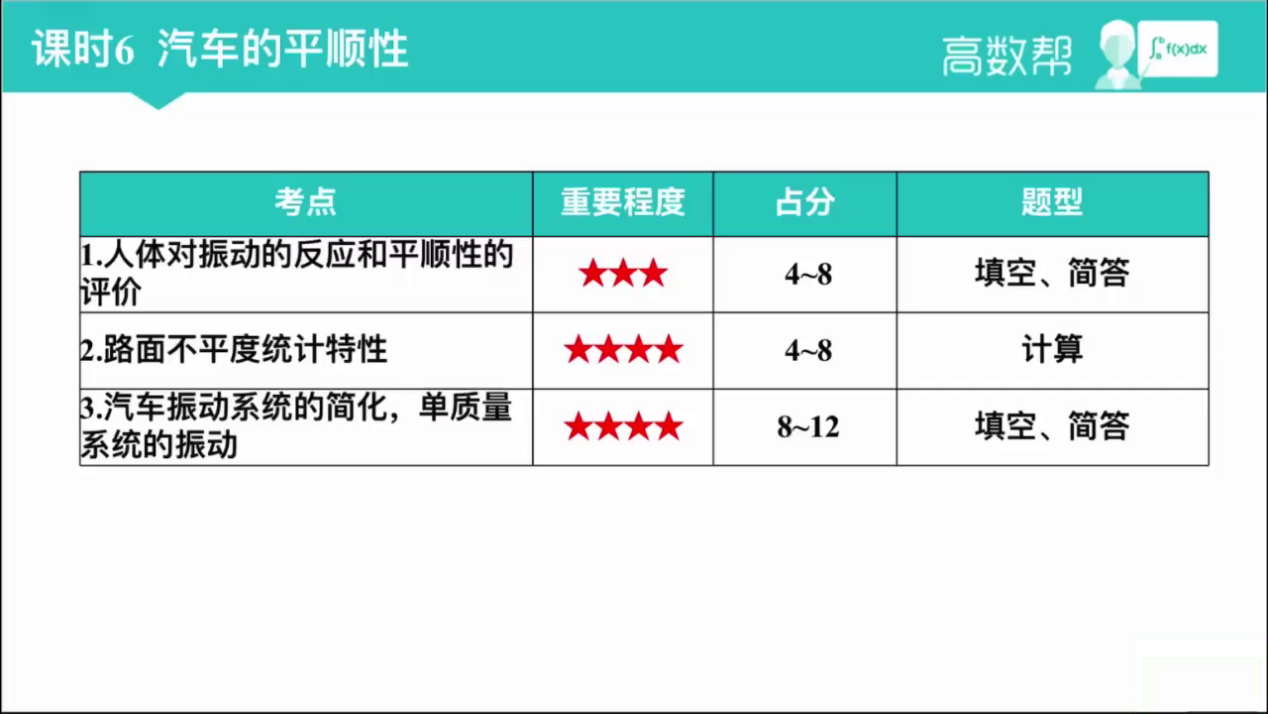 课时6 汽车的平顺性
高数帮
∫ₐᵇ f(x)dx
考点 重要程度 占分 题型
1.人体对振动的反应和平顺性的
评价
★★★ 4~8 填空、简答
2.路面不平度统计特性 ★★★★ 4~8 计算
3.汽车振动系统的简化，单质量
系统的振动
★★★★ 8~12 填空、简答